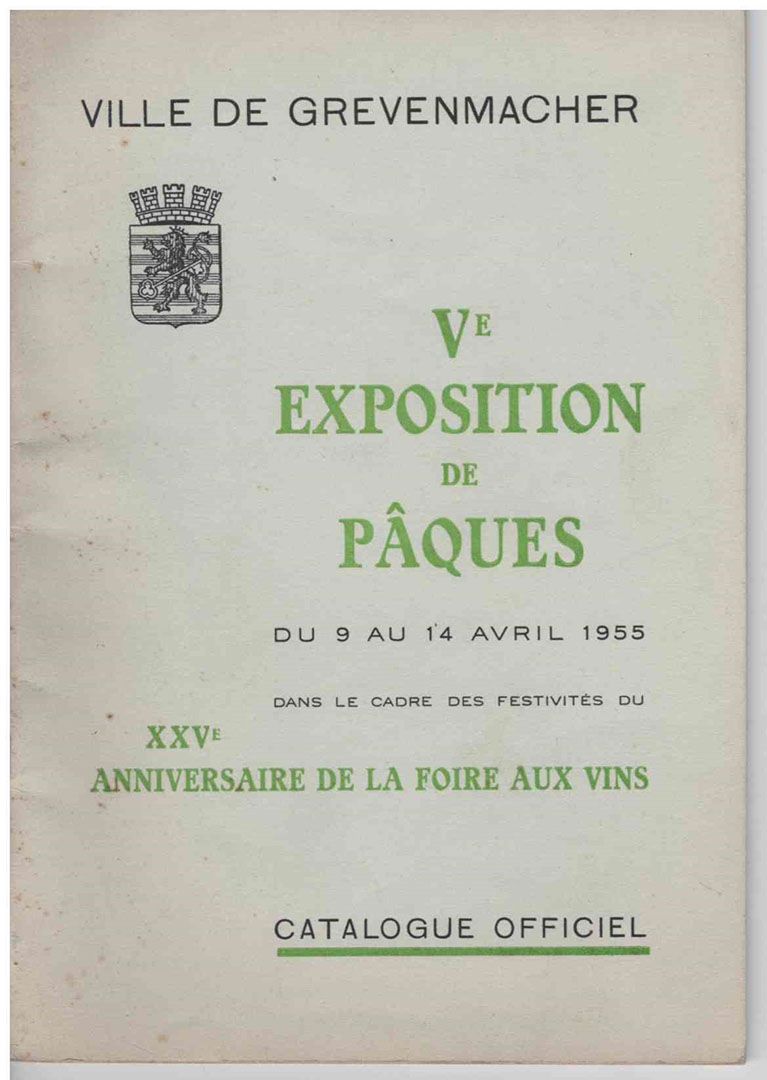 VILLE DE GREVENMACHER
VE
EXPOSITION
DE
PÂQUES
DU 9 AU 14 AVRIL 1955
DANS LE CADRE DES FESTIVITÉS DU
XXVE
ANNIVERSAIRE DE LA FOIRE AUX VINS
CATALOGUE OFFICIEL